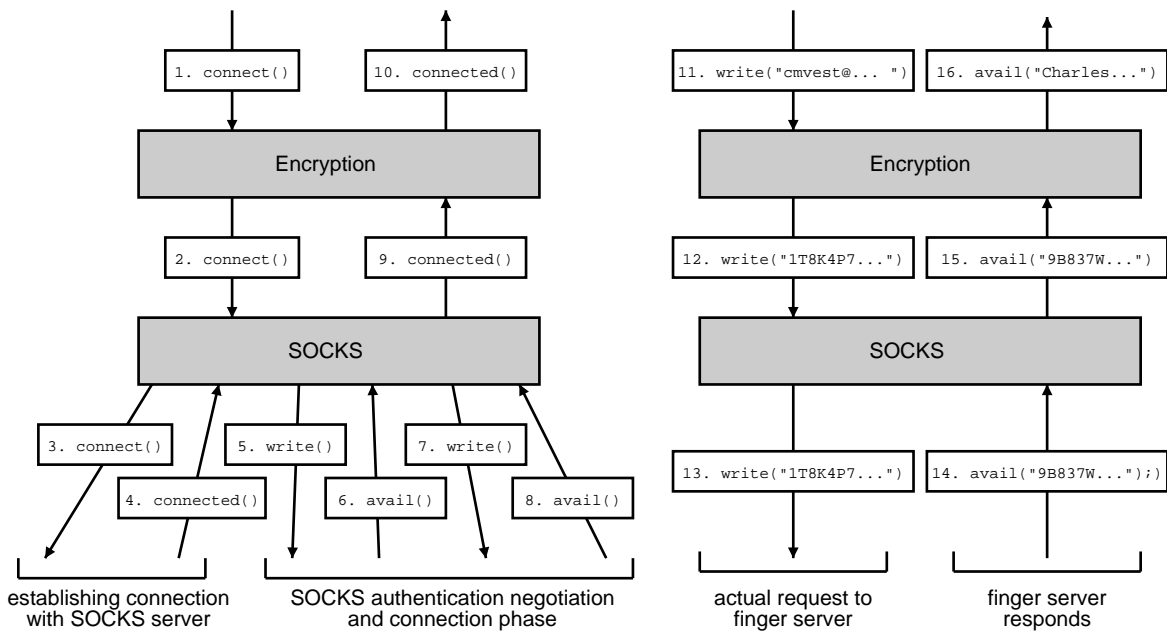 1. connect()
10. connected()
11. write("cmvest@... ")
16. avail("Charles...")
Encryption
Encryption
2. connect()
9. connected()
12. write("1T8K4P7...")
15. avail("9B837W...")
SOCKS
SOCKS
3. connect()
5. write()
7. write()
4. connected()
6. avail()
8. avail()
13. write("1T8K4P7...")
14. avail("9B837W...");)
establishing connection
with SOCKS server
SOCKS authentication negotiation
and connection phase
actual request to
finger server
finger server
responds